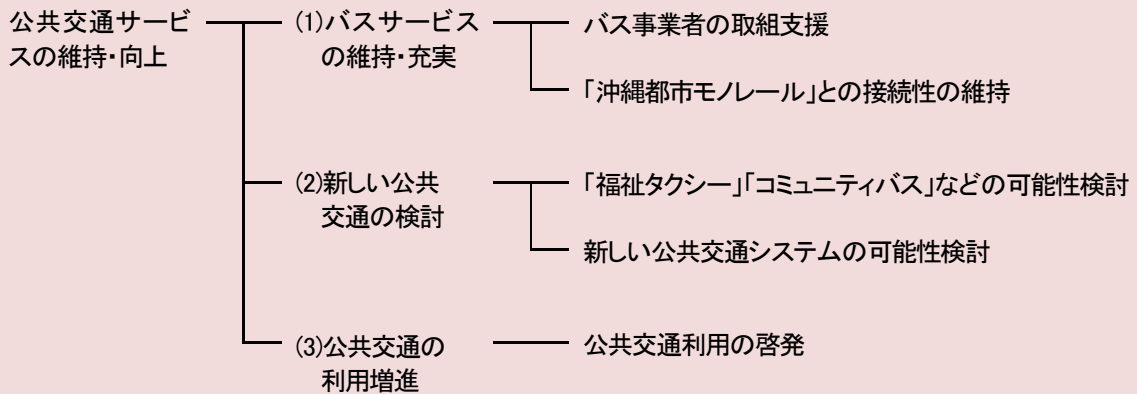 公共交通サービ
スの維持・向上
(1)バスサービス
の維持・充実
バス事業者の取組支援
「沖縄都市モノレール」との接続性の維持
(2)新しい公共
交通の検討
「福祉タクシー」「コミュニティバス」などの可能性検討
新しい公共交通システムの可能性検討
(3)公共交通の
利用増進
公共交通利用の啓発